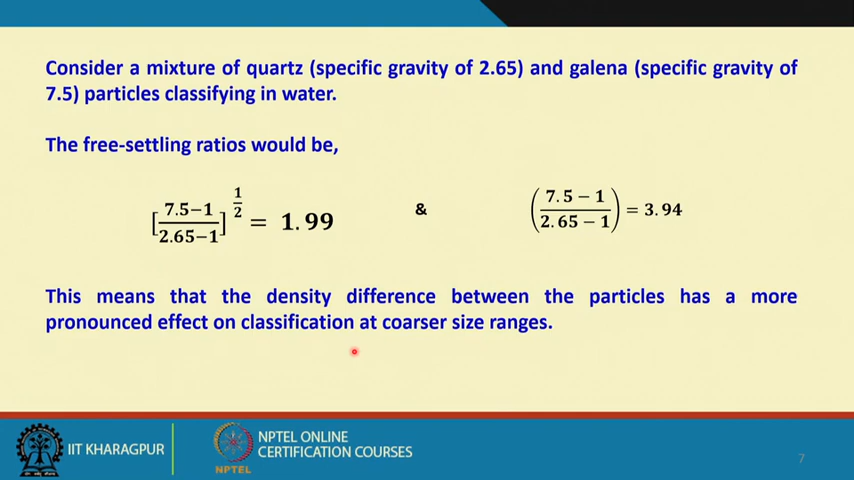 Consider a mixture of quartz (specific gravity of 2.65) and galena (specific gravity of
7.5) particles classifying in water.
The free-settling ratios would be,
[(7.5−1)/(2.65−1)]^(1/2) = 1.99 & ((7.5 − 1)/(2.65 − 1)) = 3.94
This means that the density difference between the particles has a more
pronounced effect on classification at coarser size ranges.
IIT KHARAGPUR
NPTEL
NPTEL ONLINE
CERTIFICATION COURSES
7